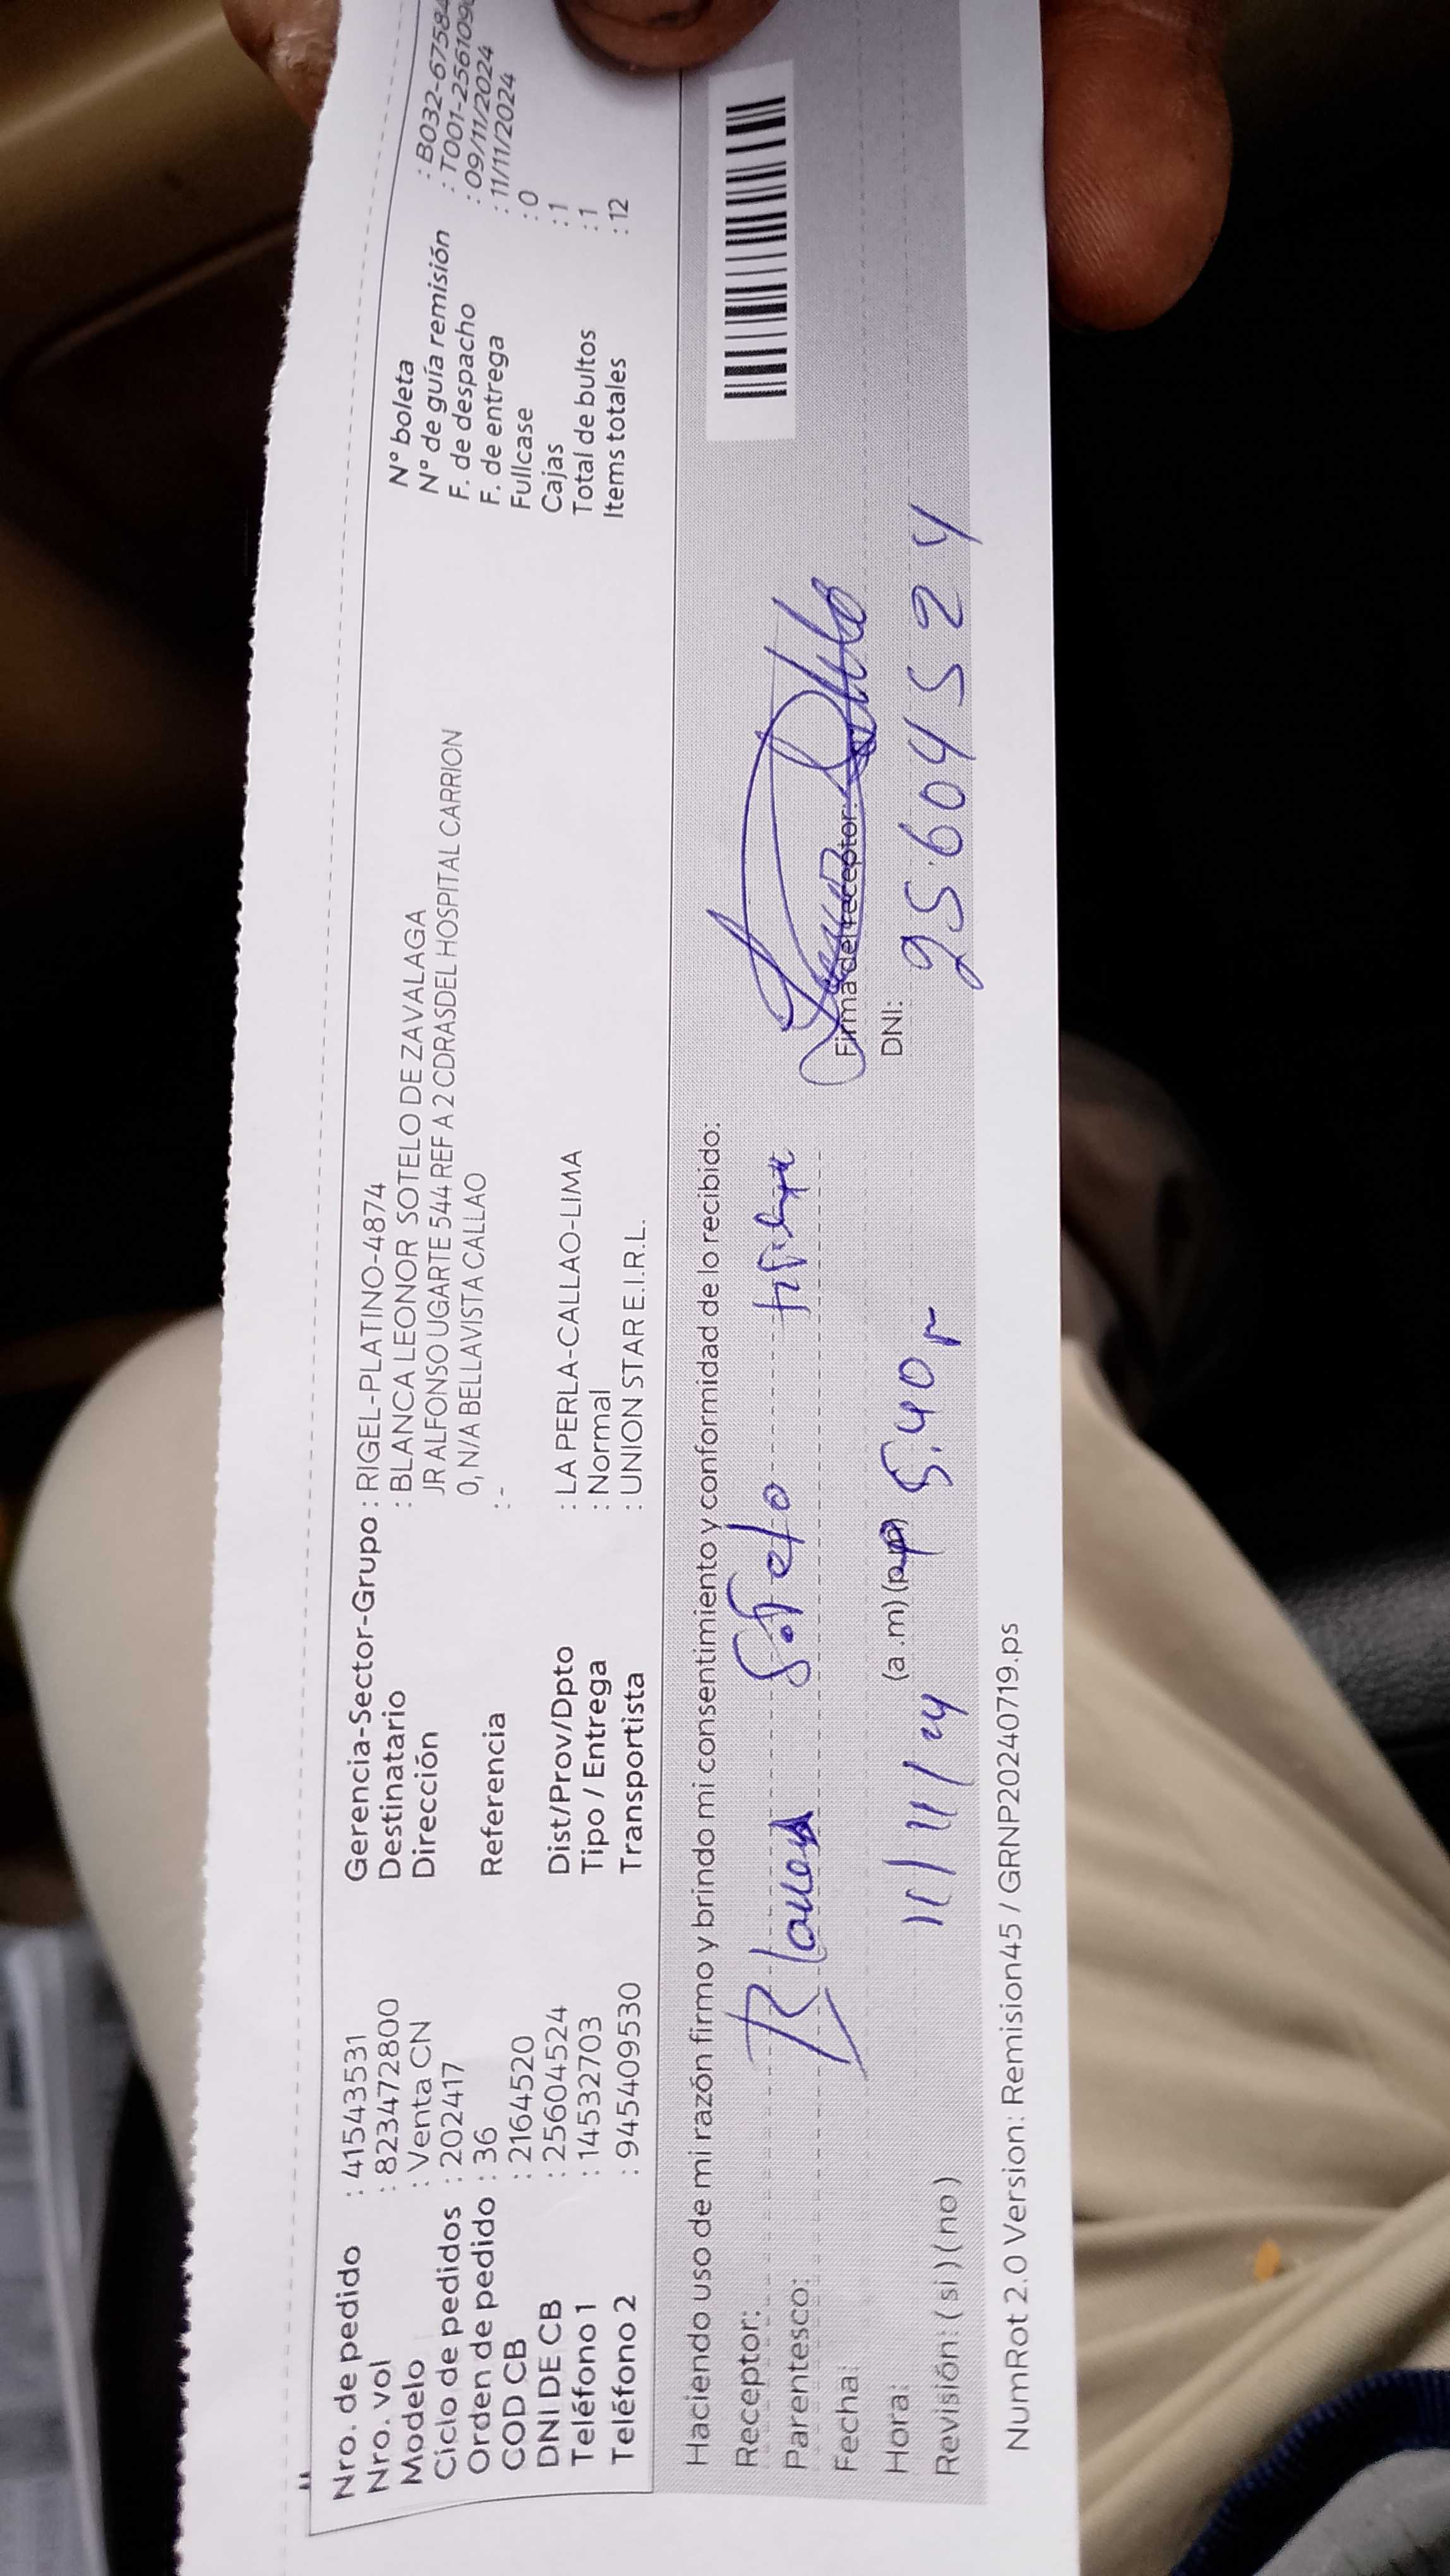 Nro. de pedido : 41543531
Nro. vol : 823472800
Modelo : Venta CN
Ciclo de pedidos : 202417
Orden de pedido : 36
COD CB : 2164520
DNI DE CB : 25604524
Teléfono 1 : 14532703
Teléfono 2 : 945409530
Gerencia-Sector-Grupo : RIGEL-PLATINO-4874
Destinatario : BLANCA LEONOR SOTELO DE ZAVALAGA
Dirección JR ALFONSO UGARTE 544 REF A 2 CDRASDEL HOSPITAL CARRION
0, N/A BELLAVISTA CALLAO
Referencia : -
Dist/Prov/Dpto : LA PERLA-CALLAO-LIMA
Tipo / Entrega : Normal
Transportista : UNION STAR E.I.R.L.
N° boleta : B032-67584
N° de guía remisión : T001-256109
F. de despacho : 09/11/2024
F. de entrega : 11/11/2024
Fullcase : 0
Cajas : 1
Total de bultos : 1
Items totales : 12
Haciendo uso de mi razón firmo y brindo mi consentimiento y conformidad de lo recibido:
Receptor: Blanca Sotelo
Parentesco:
Fecha: 11/11/24
Hora: (a.m) (p.m) 5.40
Revisión: (si) (no)
Firma del receptor:
DNI: 25604524
NumRot 2.0 Version: Remision45 / GRNP20240719.ps